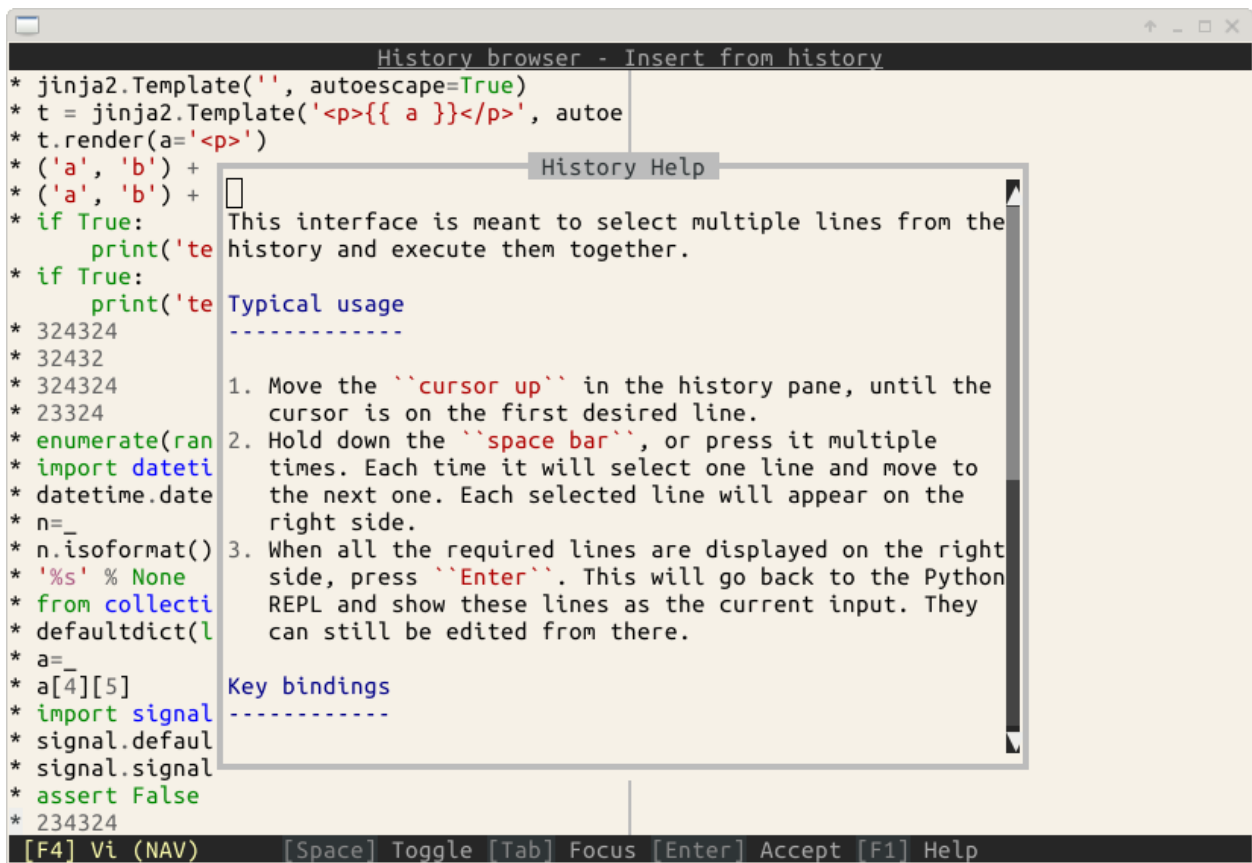 History browser - Insert from history
* jinja2.Template('', autoescape=True)
* t = jinja2.Template('<p>{{ a }}</p>', autoe
* t.render(a='<p>')
* ('a', 'b') +
* ('a', 'b') +
* if True:
print('te
* if True:
print('te
* 324324
* 32432
* 324324
* 23324
* enumerate(ran
* import dateti
* datetime.date
* n=_
* n.isoformat()
* '%s' % None
* from collecti
* defaultdict(l
* a=_
* a[4][5]
* import signal
* signal.defaul
* signal.signal
* assert False
* 234324
History Help
This interface is meant to select multiple lines from the
history and execute them together.
Typical usage
-------------
1. Move the ``cursor up`` in the history pane, until the
cursor is on the first desired line.
2. Hold down the ``space bar``, or press it multiple
times. Each time it will select one line and move to
the next one. Each selected line will appear on the
right side.
3. When all the required lines are displayed on the right
side, press ``Enter``. This will go back to the Python
REPL and show these lines as the current input. They
can still be edited from there.
Key bindings
------------
[F4] Vi (NAV) [Space] Toggle [Tab] Focus [Enter] Accept [F1] Help